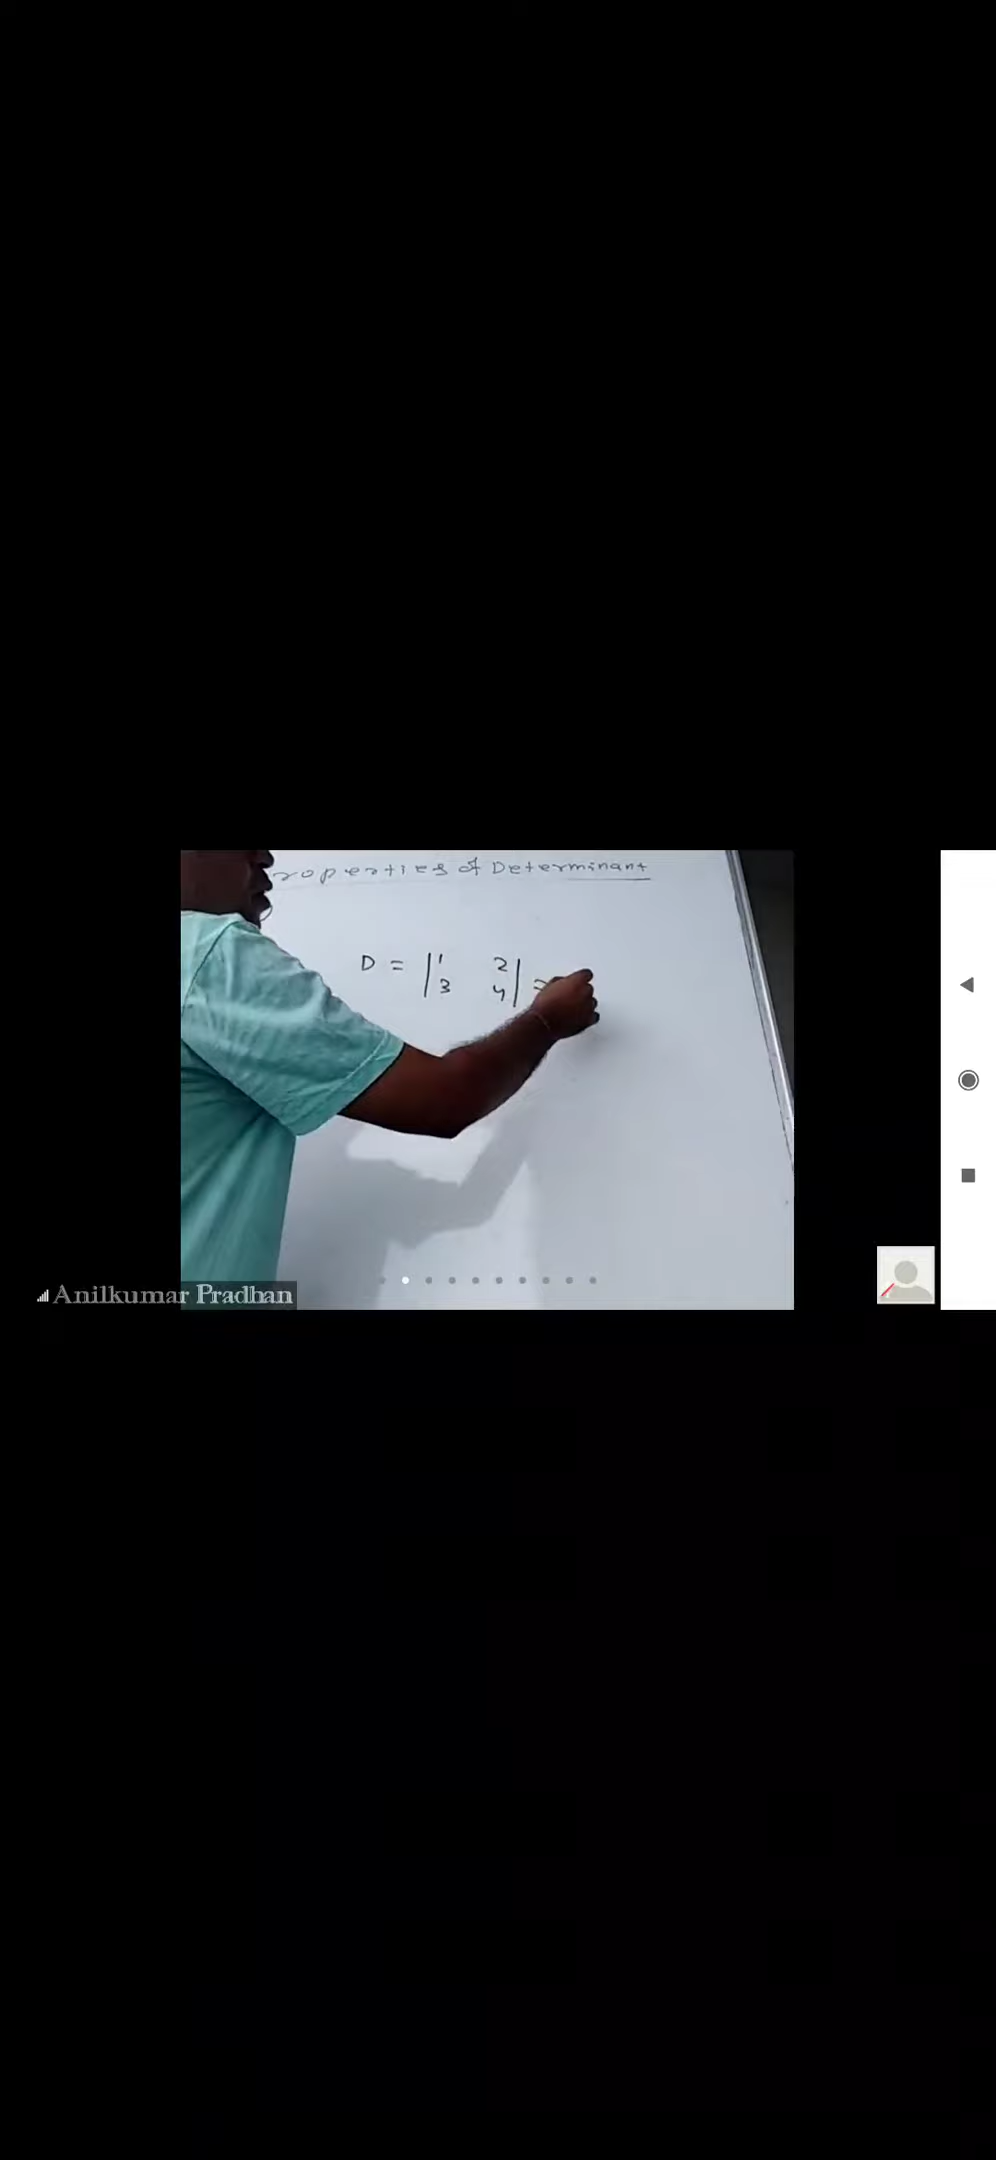 roperties of Determinant
D = | 1 2 |
| 3 4 | =
Anilkumar Pradhan